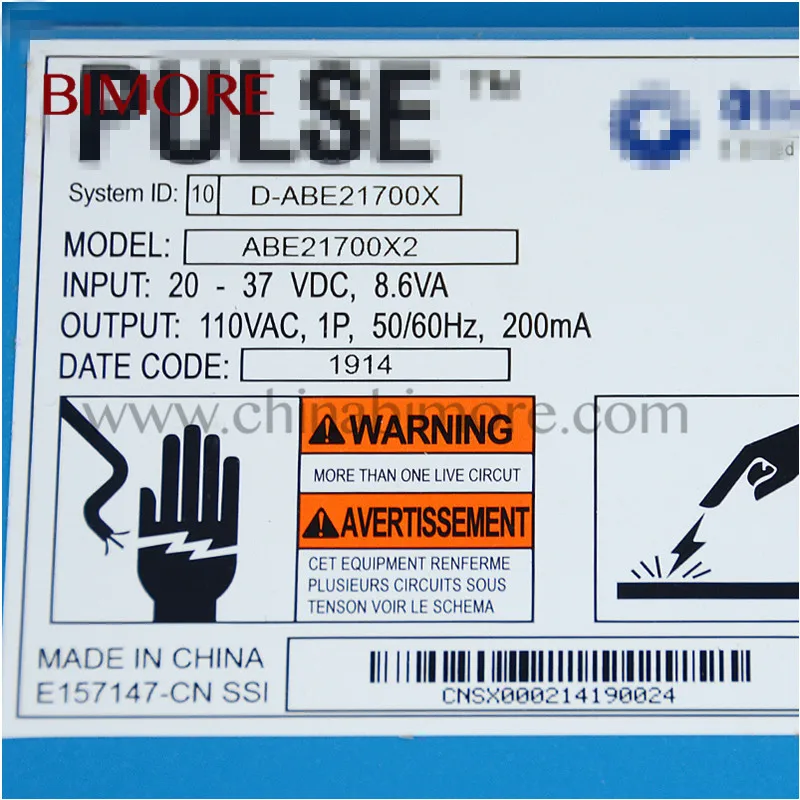 BIMORE
PULSE ™
System ID: 10 D-ABE21700X
MODEL: ABE21700X2
INPUT: 20 - 37 VDC, 8.6VA
OUTPUT: 110VAC, 1P, 50/60Hz, 200mA
DATE CODE: 1914
www.chinabimore.com
WARNING
MORE THAN ONE LIVE CIRCUT
AVERTISSEMENT
CET EQUIPMENT RENFERME
PLUSIEURS CIRCUITS SOUS
TENSON VOIR LE SCHEMA
MADE IN CHINA
E157147-CN SSI
CNSX000214190024